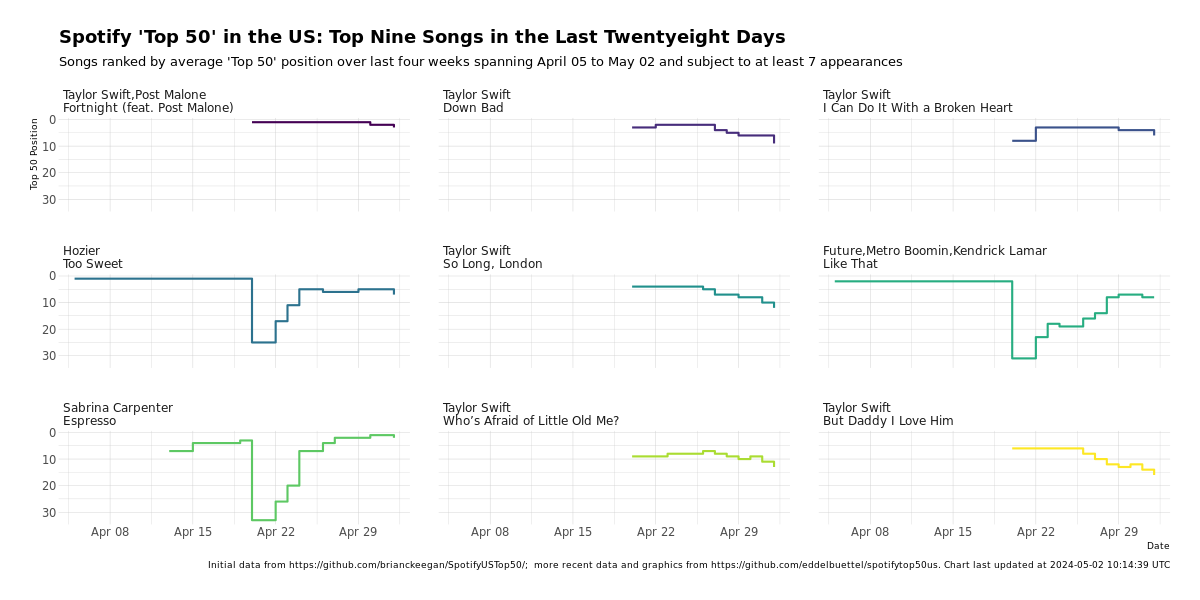 Spotify 'Top 50' in the US: Top Nine Songs in the Last Twentyeight Days
Songs ranked by average 'Top 50' position over last four weeks spanning April 05 to May 02 and subject to at least 7 appearances
Taylor Swift,Post Malone
Fortnight (feat. Post Malone)
Taylor Swift
Down Bad
Taylor Swift
I Can Do It With a Broken Heart
Top 50 Position
0
10
20
30
Hozier
Too Sweet
Taylor Swift
So Long, London
Future,Metro Boomin,Kendrick Lamar
Like That
0
10
20
30
Sabrina Carpenter
Espresso
Taylor Swift
Who’s Afraid of Little Old Me?
Taylor Swift
But Daddy I Love Him
0
10
20
30
Apr 08 Apr 15 Apr 22 Apr 29
Apr 08 Apr 15 Apr 22 Apr 29
Apr 08 Apr 15 Apr 22 Apr 29
Date
Initial data from https://github.com/brianckeegan/SpotifyUSTop50/;  more recent data and graphics from https://github.com/eddelbuettel/spotifytop50us. Chart last updated at 2024-05-02 10:14:39 UTC